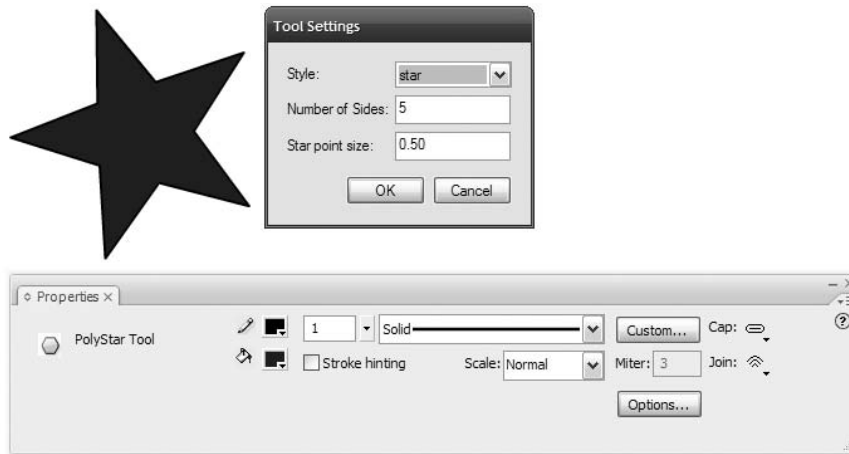 Tool Settings
Style: star
Number of Sides: 5
Star point size: 0.50
OK Cancel
Properties
PolyStar Tool
1 Solid Custom... Cap:
Stroke hinting Scale: Normal Miter: 3 Join:
Options...